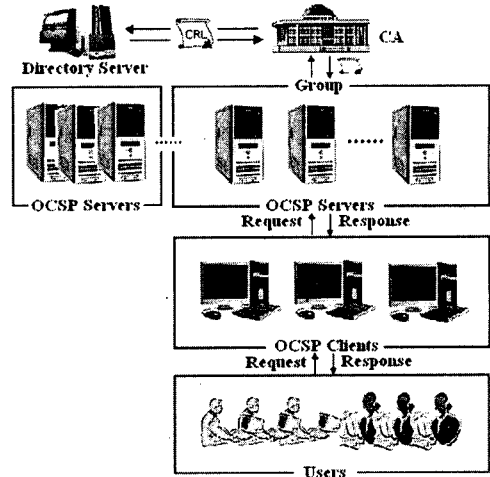 CRL
CA
Directory Server
Group
OCSP Servers
OCSP Servers
Request Response
OCSP Clients
Request Response
Users